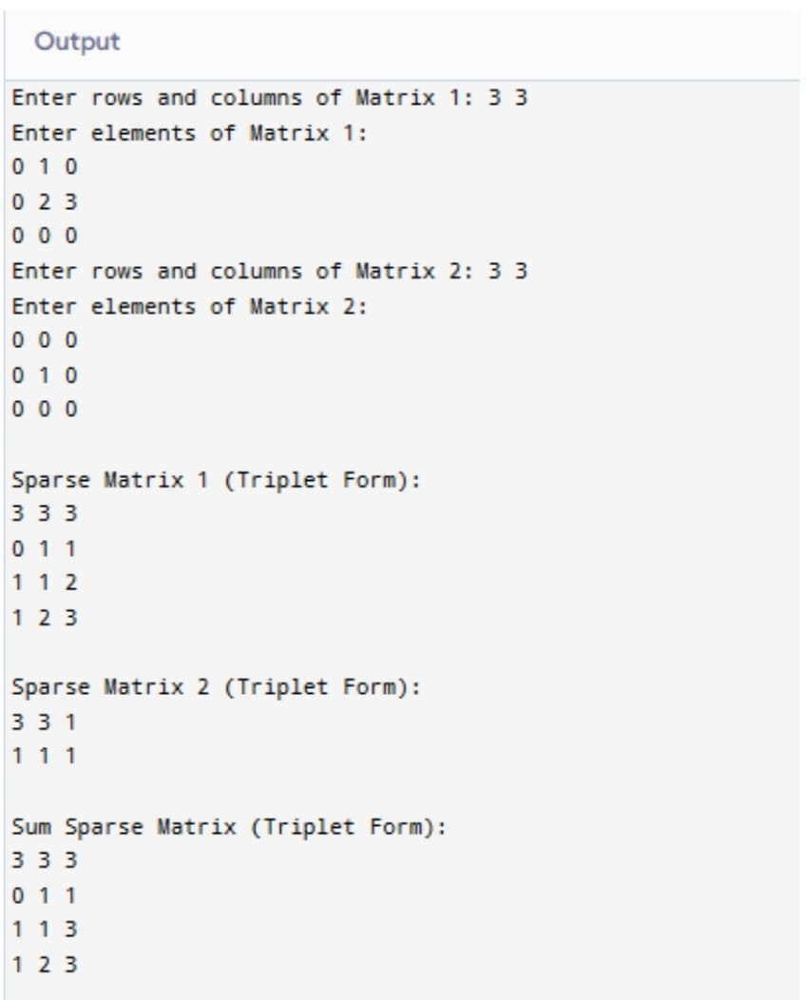 Output
Enter rows and columns of Matrix 1: 3 3
Enter elements of Matrix 1:
0 1 0
0 2 3
0 0 0
Enter rows and columns of Matrix 2: 3 3
Enter elements of Matrix 2:
0 0 0
0 1 0
0 0 0

Sparse Matrix 1 (Triplet Form):
3 3 3
0 1 1
1 1 2
1 2 3

Sparse Matrix 2 (Triplet Form):
3 3 1
1 1 1

Sum Sparse Matrix (Triplet Form):
3 3 3
0 1 1
1 1 3
1 2 3